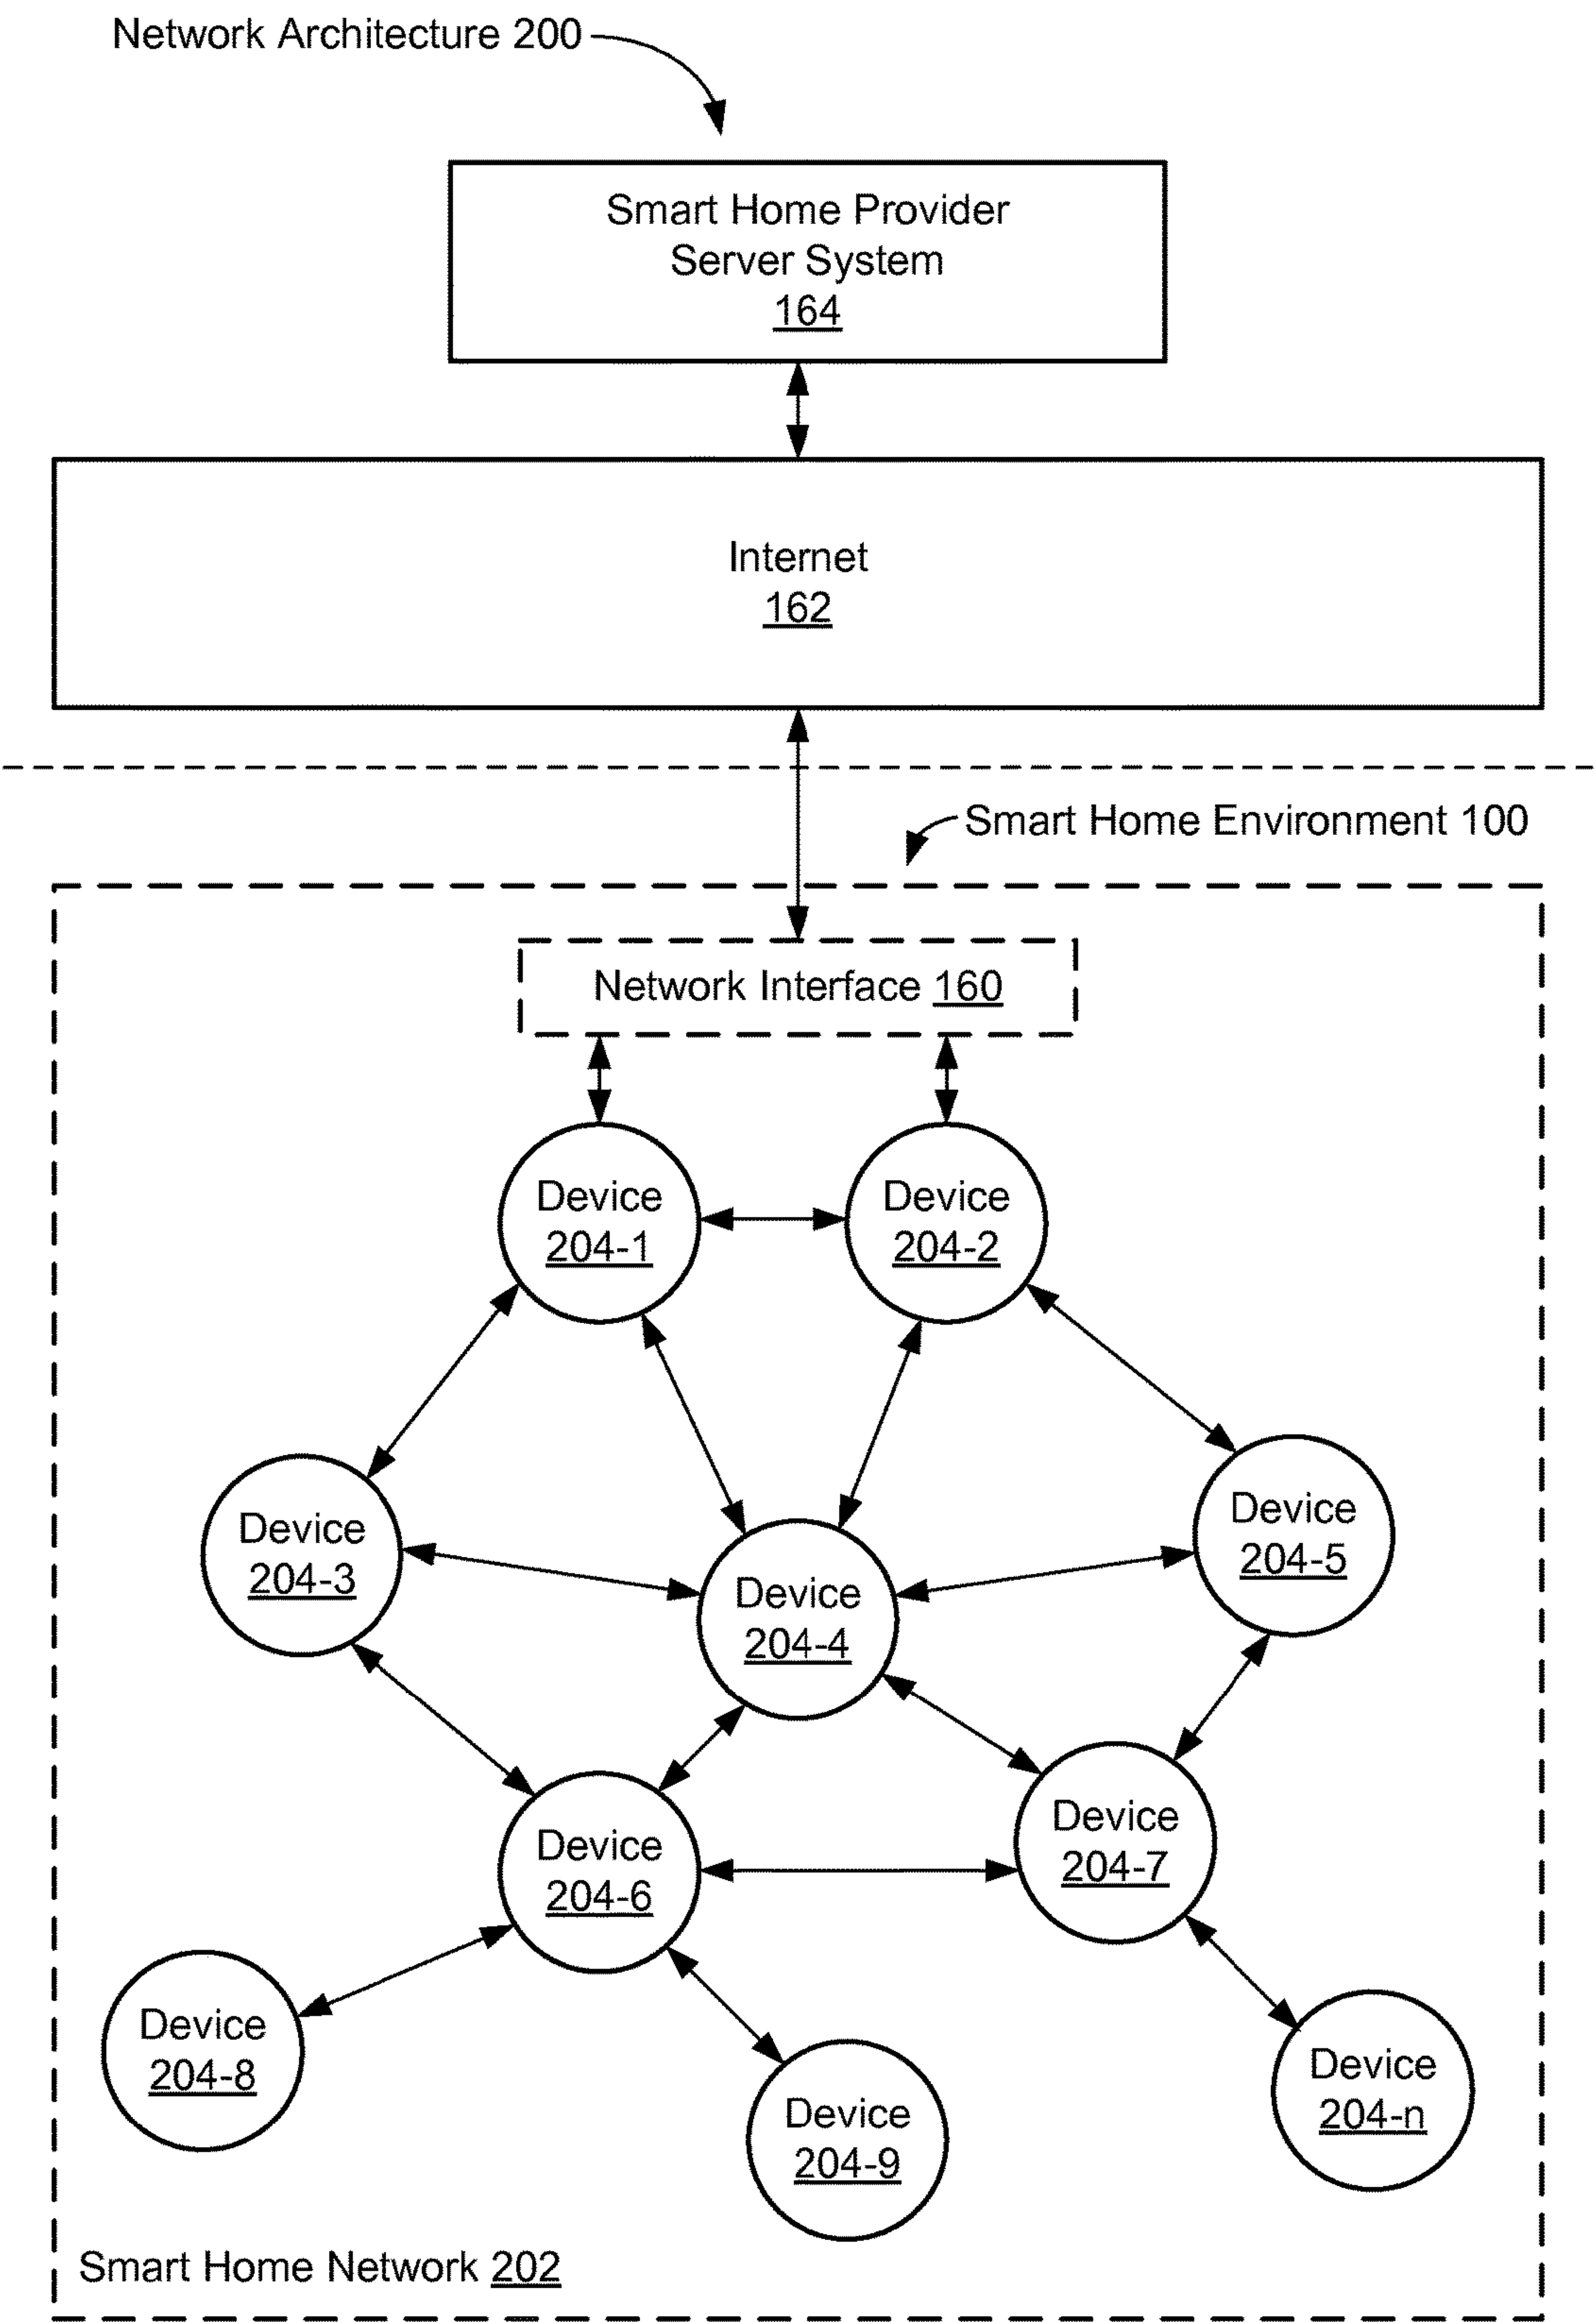 Network Architecture 200
Smart Home Provider
Server System
164
Internet
162
Smart Home Environment 100
Network Interface 160
Device
204-1
Device
204-2
Device
204-3
Device
204-4
Device
204-5
Device
204-6
Device
204-7
Device
204-8
Device
204-9
Device
204-n
Smart Home Network 202